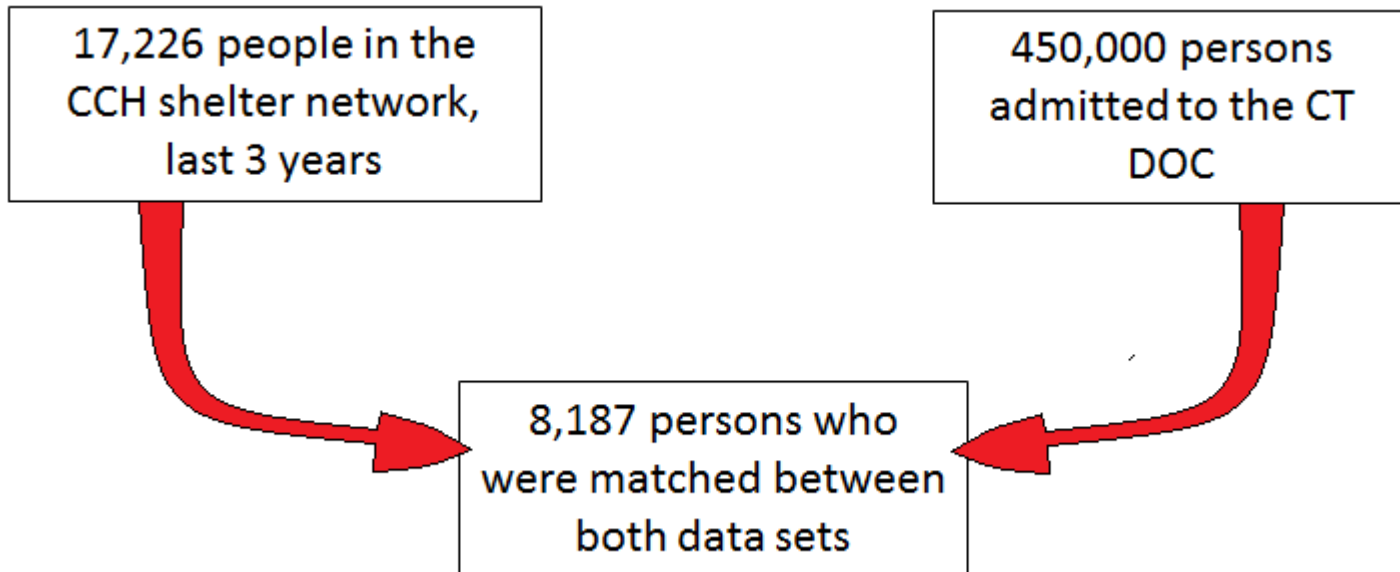 17,226 people in the
CCH shelter network,
last 3 years
450,000 persons
admitted to the CT
DOC
8,187 persons who
were matched between
both data sets